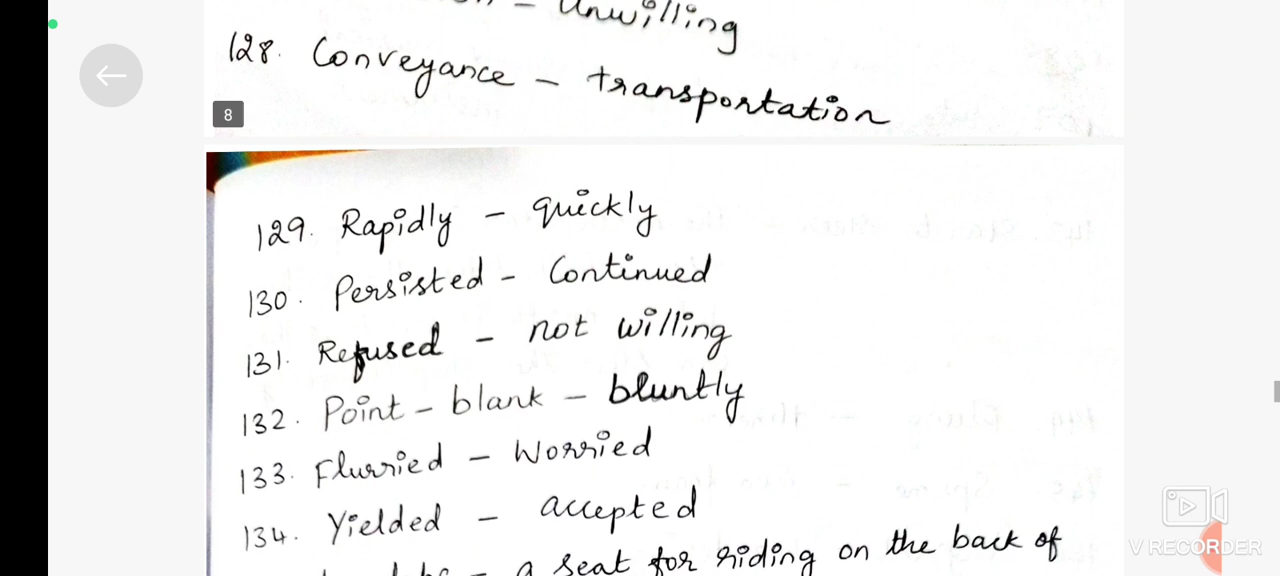 - Unwilling
128. Conveyance - transportation
8
129. Rapidly - quickly
130. Persisted - Continued
131. Refused - not willing
132. Point - blank - bluntly
133. Flurried - Worried
134. Yielded - accepted
- a seat for riding on the back of
V RECORDER